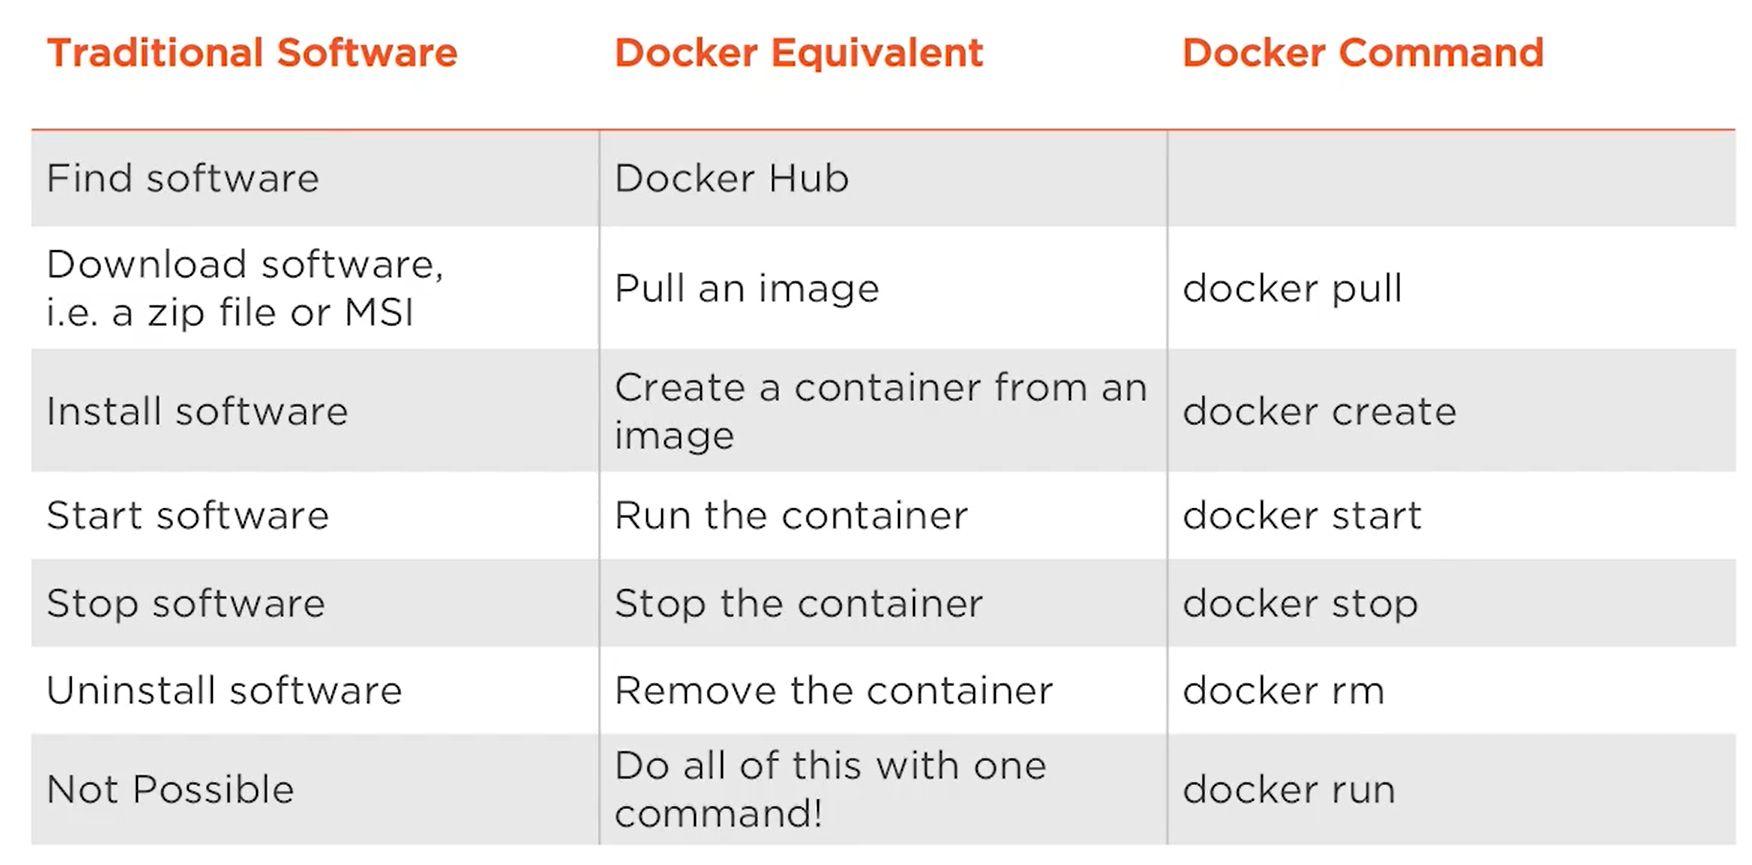 Traditional Software Docker Equivalent Docker Command
Find software Docker Hub
Download software,
i.e. a zip file or MSI
Pull an image docker pull
Install software
Create a container from an
image
docker create
Start software Run the container docker start
Stop software Stop the container docker stop
Uninstall software Remove the container docker rm
Not Possible
Do all of this with one
command!
docker run